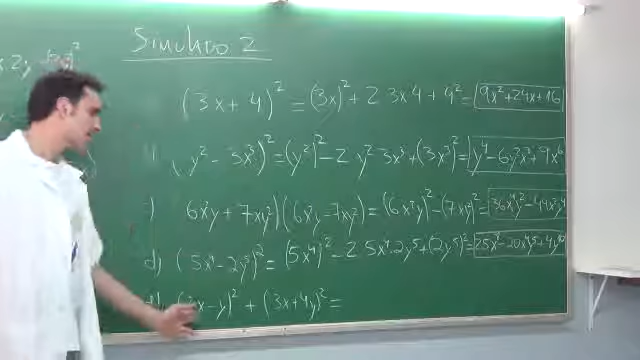 Simulacro 2
(3x + 4)² = (3x)² + 2 3x 4 + 4² = 9x² + 24x + 16
(y² - 3x³)² = (y²)² - 2 y² 3x³ + (3x³)² = y⁴ - 6y²x³ + 9x⁶
) 6x²y + 7xy²)(6x²y - 7xy²) = (6x²y)² - (7xy²)² = 36x⁴y² - 49x²y⁴
d) (5x⁴ - 2y⁵)² = (5x⁴)² - 2 5x⁴ · 2y⁵ + (2y⁵)² = 25x⁸ - 20x⁴y⁵ + 4y¹⁰
x - y)² + (3x + 4y)² =